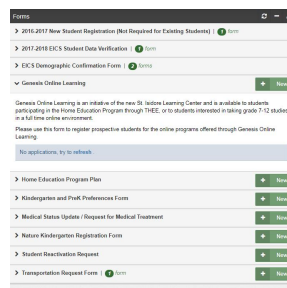 Forms
2016-2017 New Student Registration (Not Required for Existing Students) | 1 form
2017-2018 EICS Student Data Verification | 1 form
EICS Demographic Confirmation Form | 2 forms
Genesis Online Learning
+ New
Genesis Online Learning is an initiative of the new St. Isidore Learning Center and is available to students
participating in the Home Education Program through THEE, or to students interested in taking grade 7-12 studies
in a full time online environment.
Please use this form to register prospective students for the online programs offered through Genesis Online
Learning.
No applications, try to refresh.
Home Education Program Plan
+ New
Kindergarten and PreK Preferences Form
+ New
Medical Status Update / Request for Medical Treatment
+ New
Nature Kindergarten Registration Form
+ New
Student Reactivation Request
+ New
Transportation Request Form | 1 form
+ New